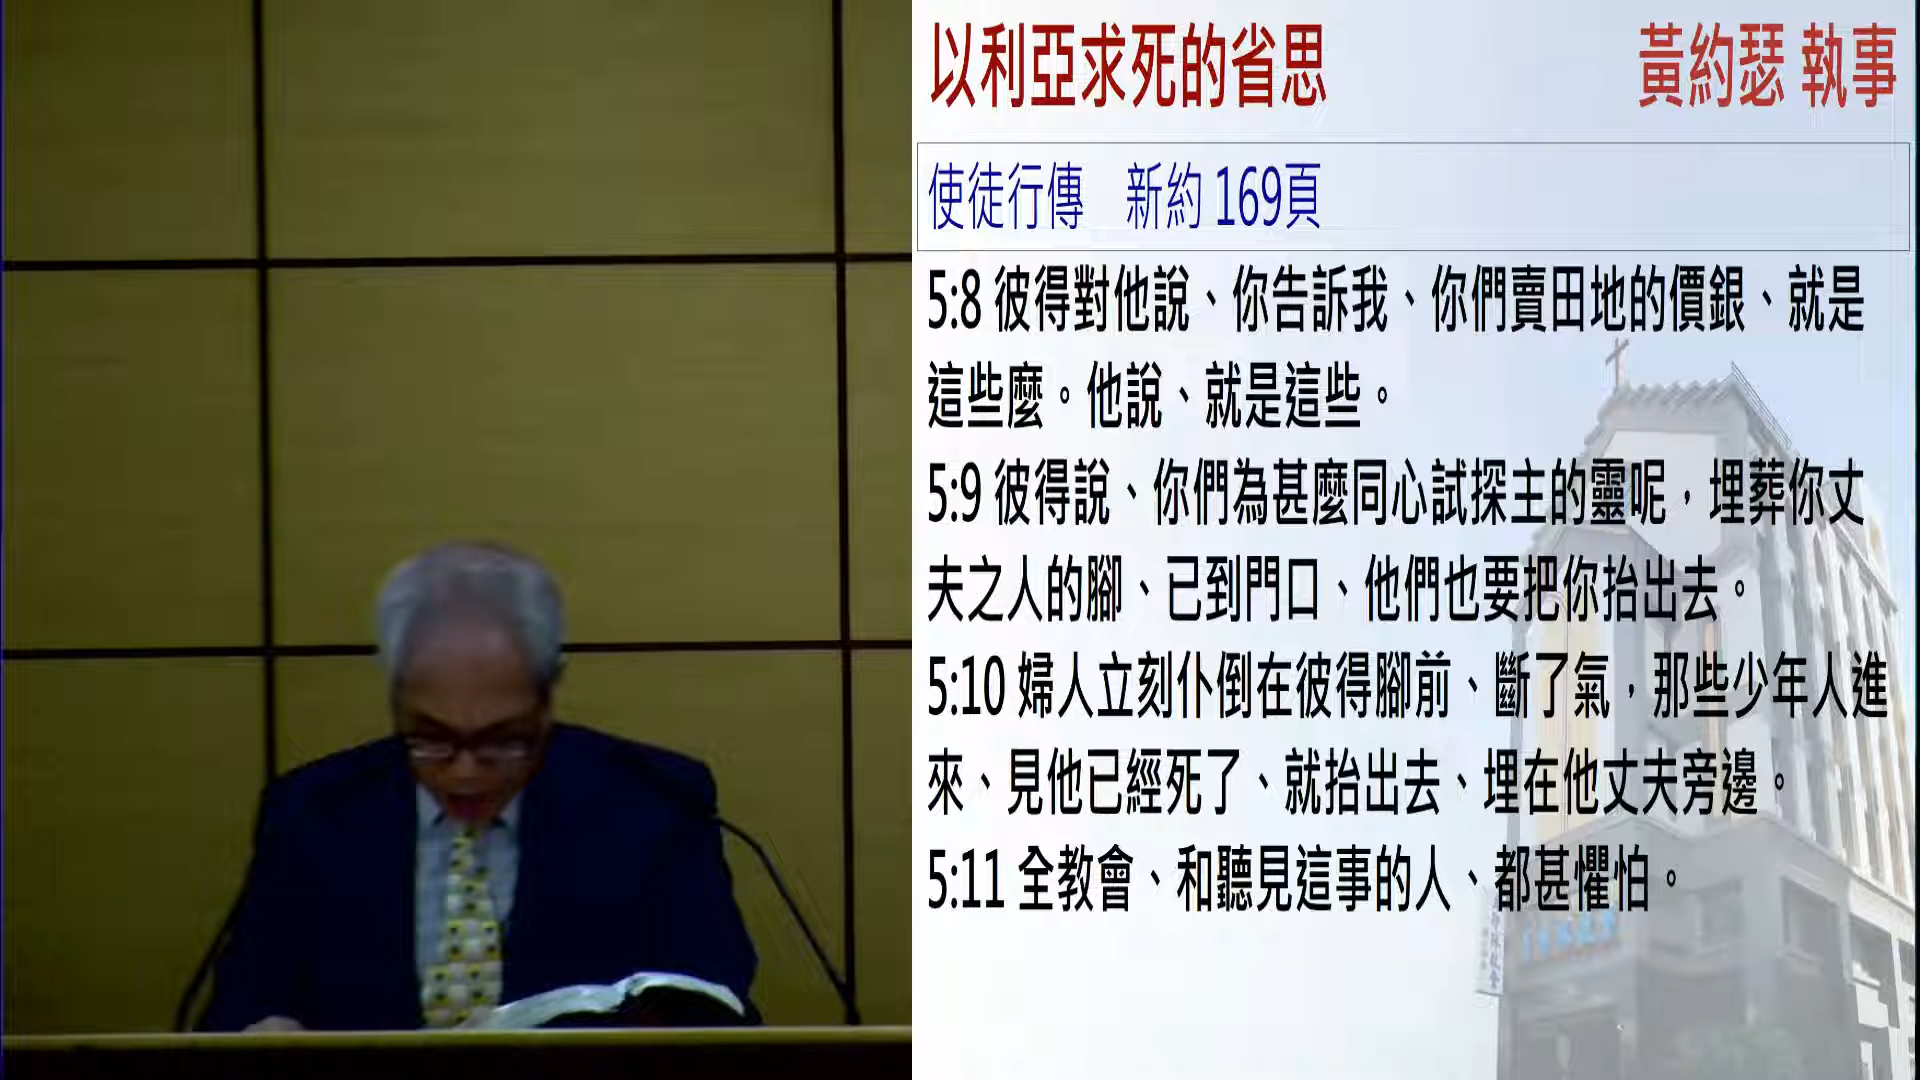 以利亞求死的省思 黃約瑟 執事
使徒行傳 新約 169頁
5:8 彼得對他說、你告訴我、你們賣田地的價銀、就是
這些麼。他說、就是這些。
5:9 彼得說、你們為甚麼同心試探主的靈呢，埋葬你丈
夫之人的腳、已到門口、他們也要把你抬出去。
5:10 婦人立刻仆倒在彼得腳前、斷了氣，那些少年人進
來、見他已經死了、就抬出去、埋在他丈夫旁邊。
5:11 全教會、和聽見這事的人、都甚懼怕。